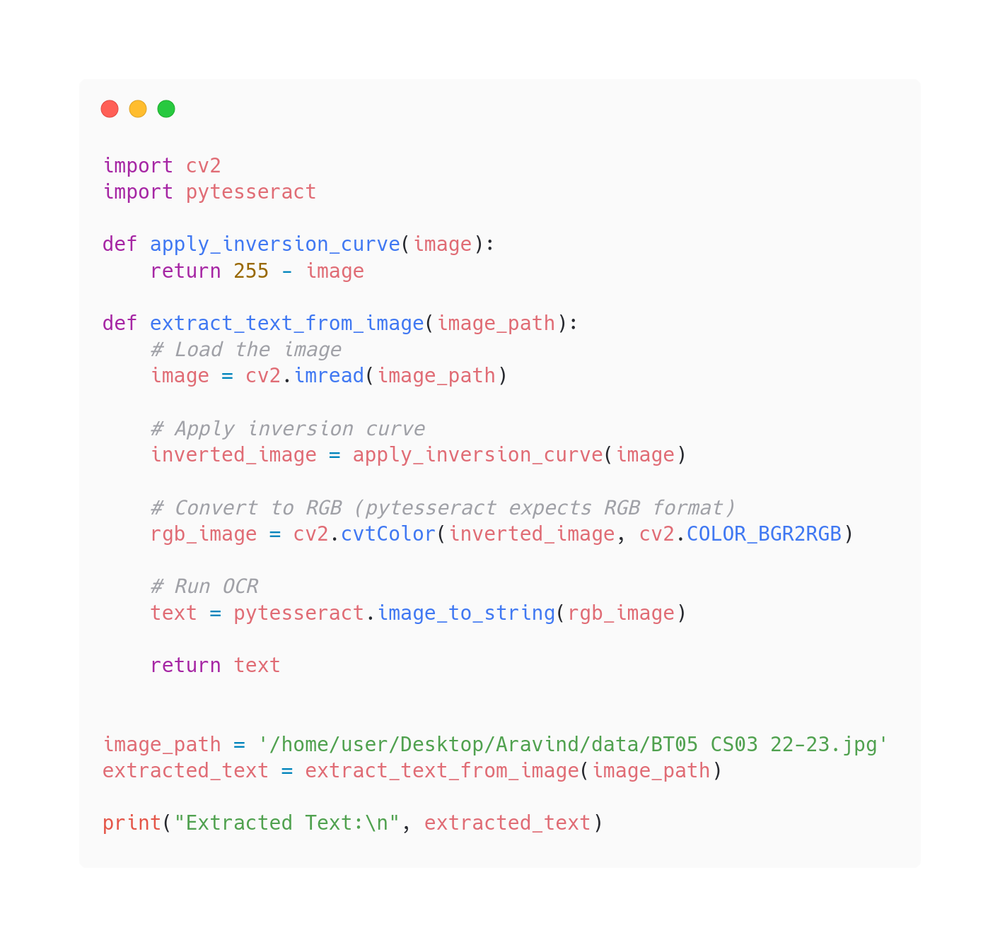 import cv2
import pytesseract
def apply_inversion_curve(image):
    return 255 - image
def extract_text_from_image(image_path):
    # Load the image
    image = cv2.imread(image_path)
    # Apply inversion curve
    inverted_image = apply_inversion_curve(image)
    # Convert to RGB (pytesseract expects RGB format)
    rgb_image = cv2.cvtColor(inverted_image, cv2.COLOR_BGR2RGB)
    # Run OCR
    text = pytesseract.image_to_string(rgb_image)
    return text
image_path = '/home/user/Desktop/Aravind/data/BT05 CS03 22-23.jpg'
extracted_text = extract_text_from_image(image_path)
print("Extracted Text:\n", extracted_text)